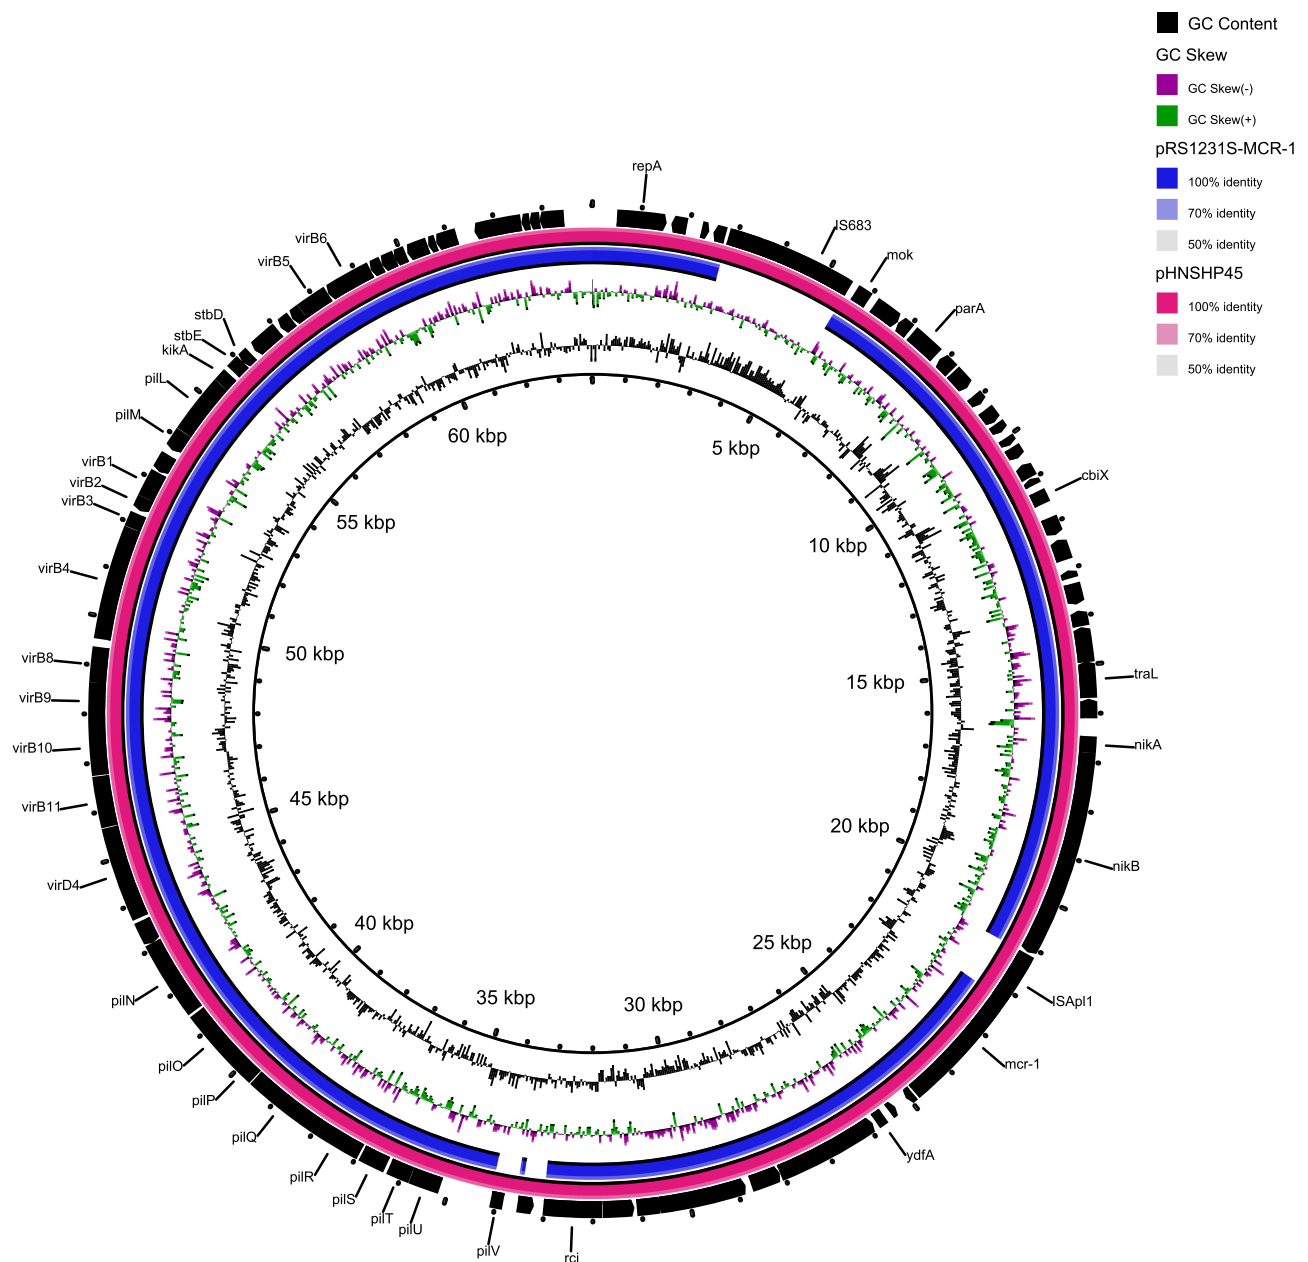 GC Content
GC Skew
GC Skew(-)
GC Skew(+)
pRS1231S-MCR-1
100% identity
70% identity
50% identity
pHNSHP45
100% identity
70% identity
50% identity
repA
IS683
mok
parA
cbiX
traL
nikA
nikB
ISApl1
mcr-1
ydfA
rci
pilV
pilU
pilT
pilS
pilR
pilQ
pilP
pilO
pilN
virD4
virB11
virB10
virB9
virB8
virB4
virB3
virB2
virB1
pilM
pilL
kikA
stbE
stbD
virB5
virB6
5 kbp
10 kbp
15 kbp
20 kbp
25 kbp
30 kbp
35 kbp
40 kbp
45 kbp
50 kbp
55 kbp
60 kbp